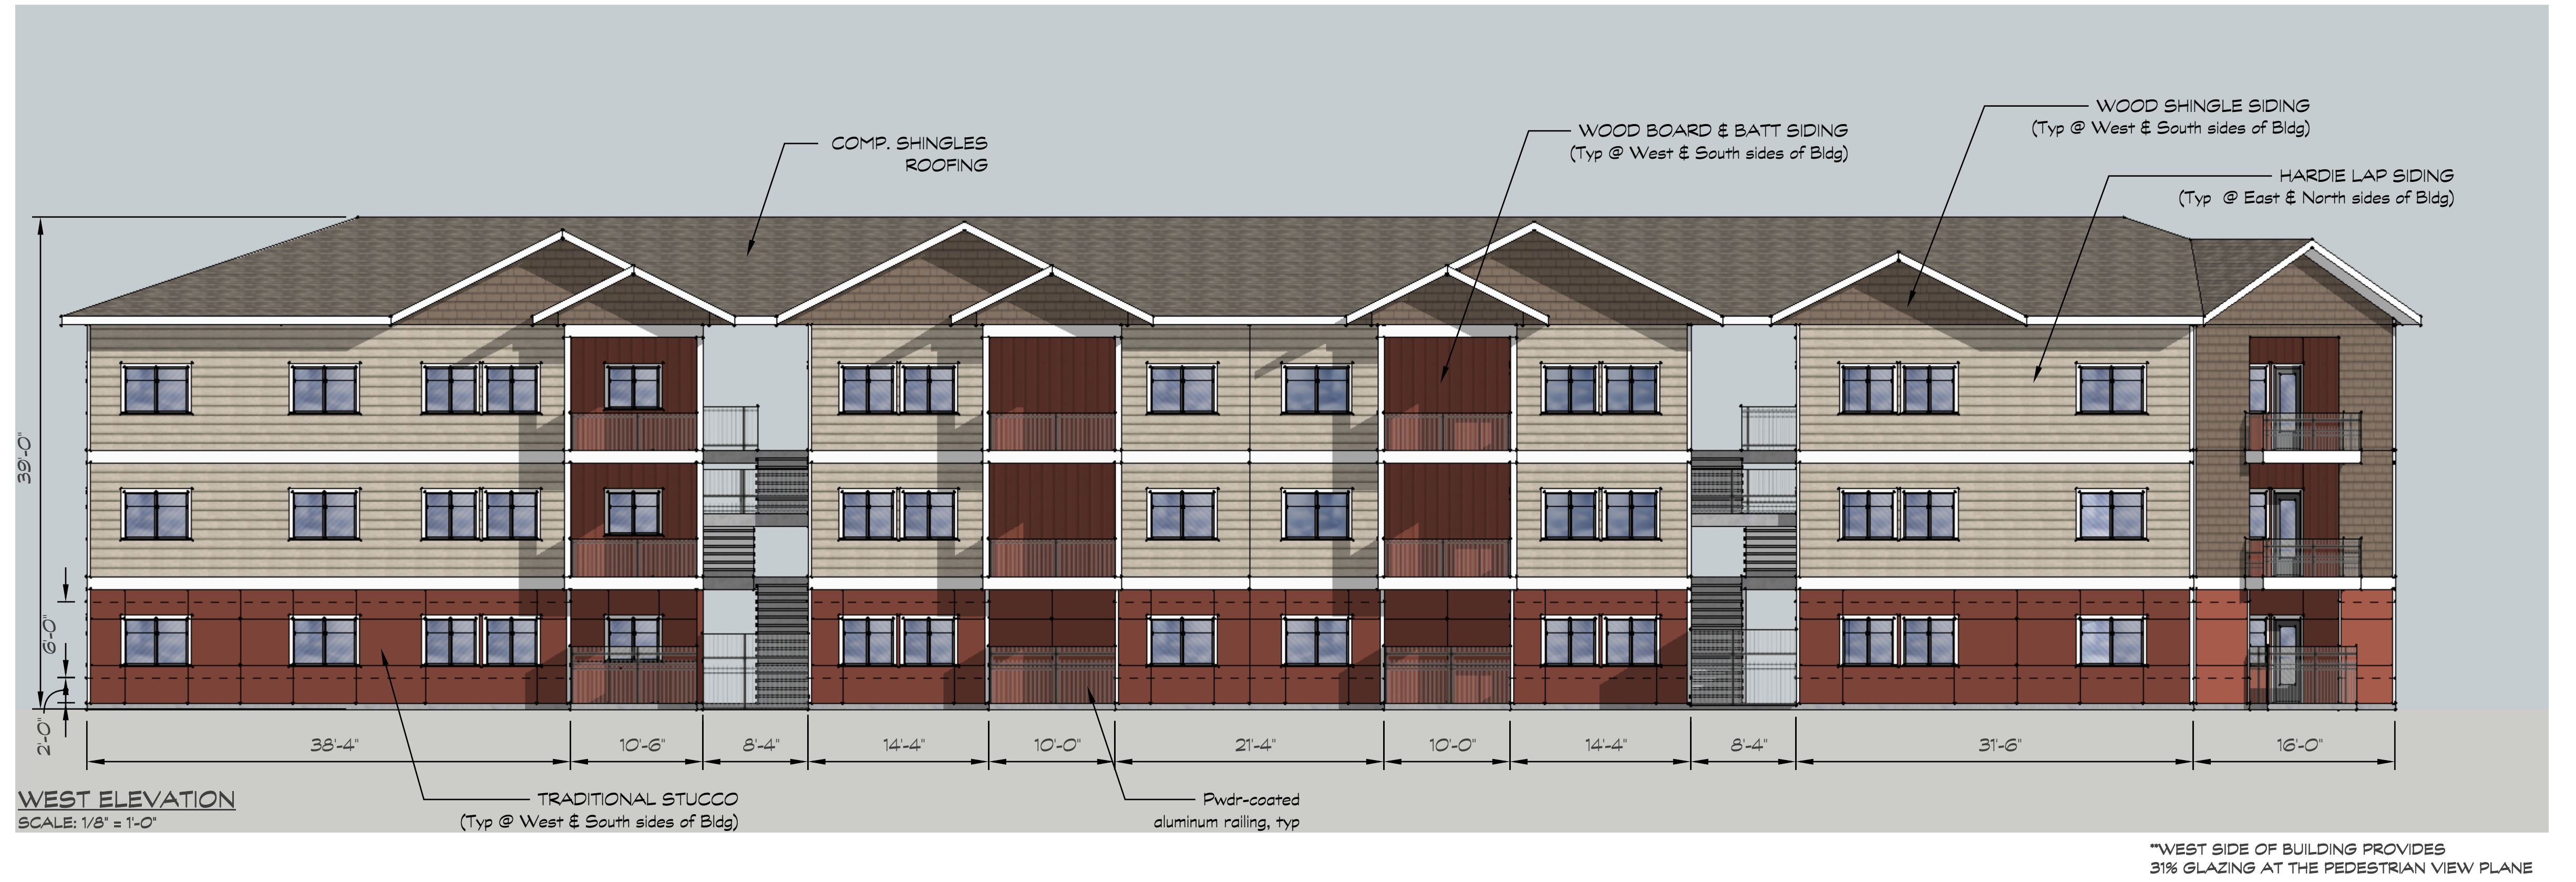 WOOD SHINGLE SIDING
(Typ @ West & South sides of Bldg)
WOOD BOARD & BATT SIDING
(Typ @ West & South sides of Bldg)
COMP. SHINGLES
ROOFING
HARDIE LAP SIDING
(Typ @ East & North sides of Bldg)
39'-0"
6'-0"
2'-0"
38'-4"
10'-6"
8'-4"
14'-4"
10'-0"
21'-4"
10'-0"
14'-4"
8'-4"
31'-6"
16'-0"
WEST ELEVATION
SCALE: 1/8" = 1'-0"
TRADITIONAL STUCCO
(Typ @ West & South sides of Bldg)
Pwdr-coated
aluminum railing, typ
**WEST SIDE OF BUILDING PROVIDES
31% GLAZING AT THE PEDESTRIAN VIEW PLANE